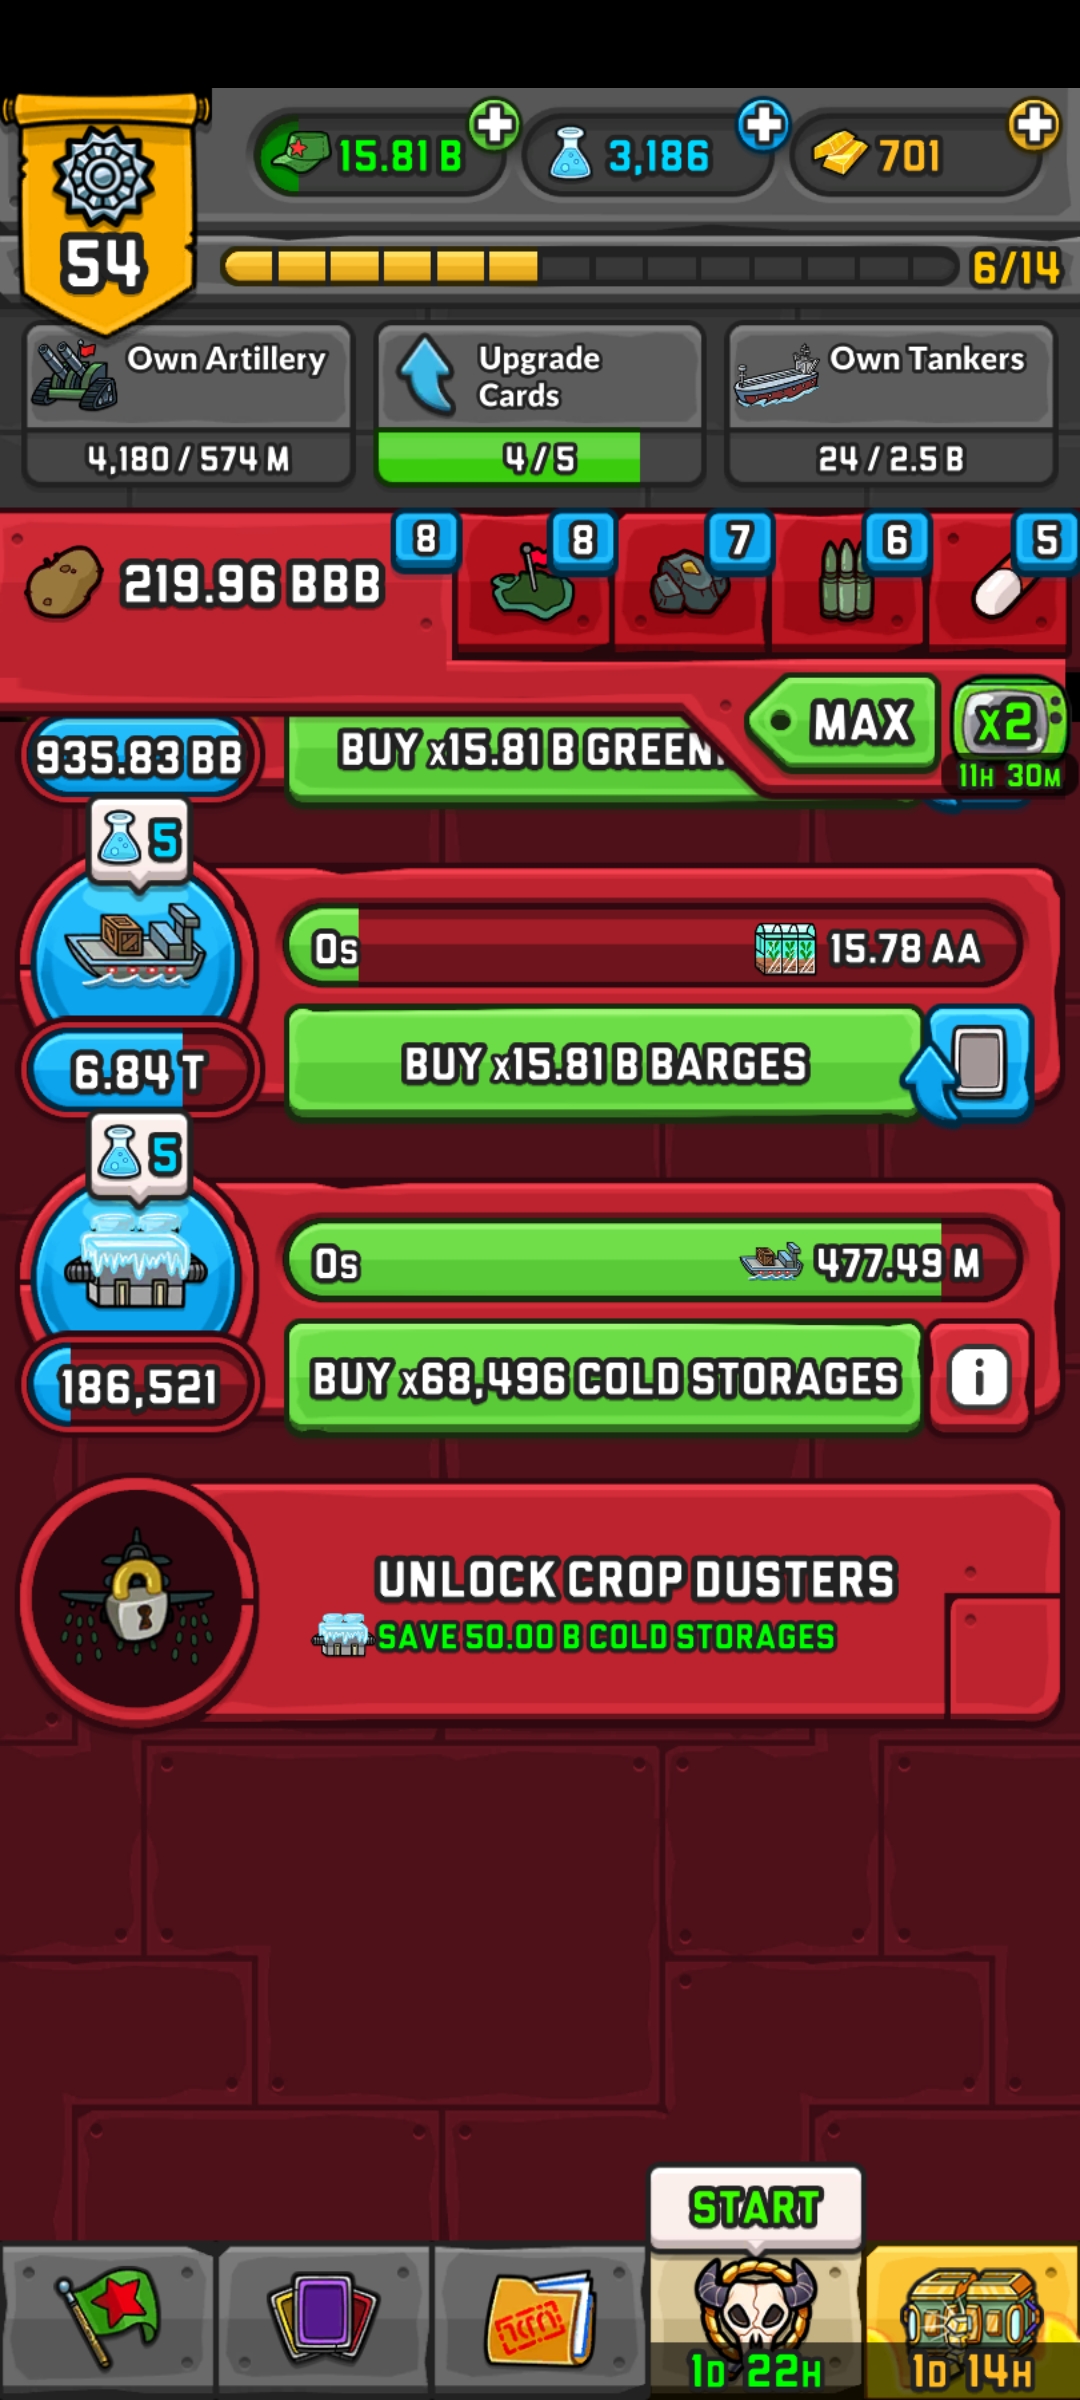 54
15.81 B
3,186
701
6/14
Own Artillery
4,180 / 574 M
Upgrade
Cards
4 / 5
Own Tankers
24 / 2.5 B
219.96 BBB
8
8
7
6
5
MAX
x2
11H 30M
935.83 BB
BUY x15.81 B GREEN
5
0s
15.78 AA
6.84 T
BUY x15.81 B BARGES
5
0s
477.49 M
186,521
BUY x68,496 COLD STORAGES
i
UNLOCK CROP DUSTERS
SAVE 50.00 B COLD STORAGES
START
1D 22H
1D 14H